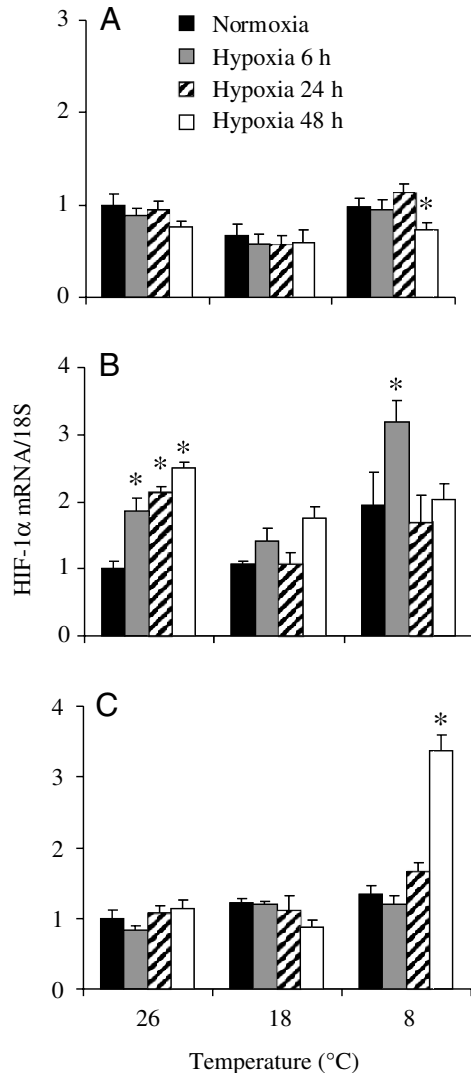 A
Normoxia
Hypoxia 6 h
Hypoxia 24 h
Hypoxia 48 h
3
2
1
0
*
B
4
3
2
1
0
* * *
*
HIF-1α mRNA/18S
C
4
3
2
1
0
*
26 18 8
Temperature (°C)